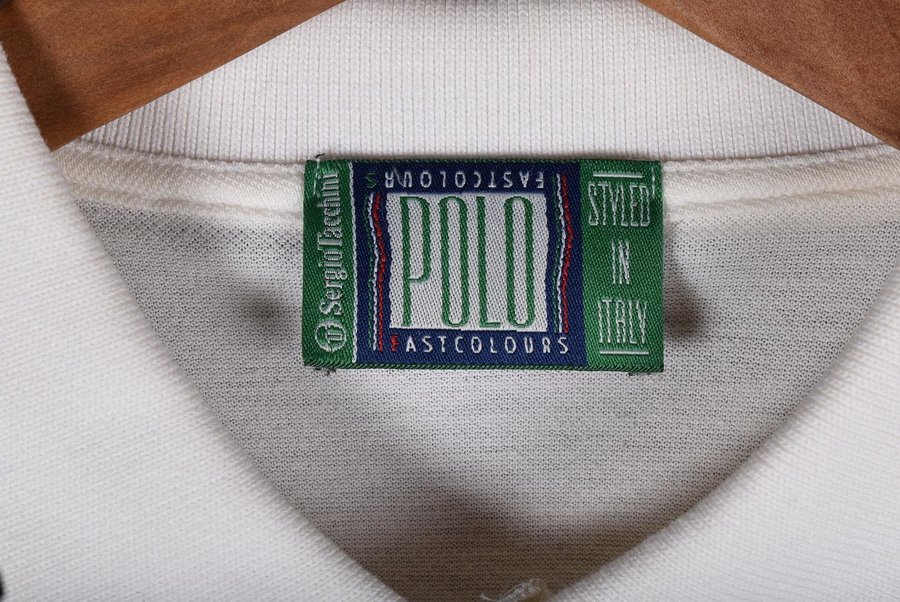 Sergio Tacchini
FASTCOLOURS
POLO
FASTCOLOURS
STYLED
IN
ITALY